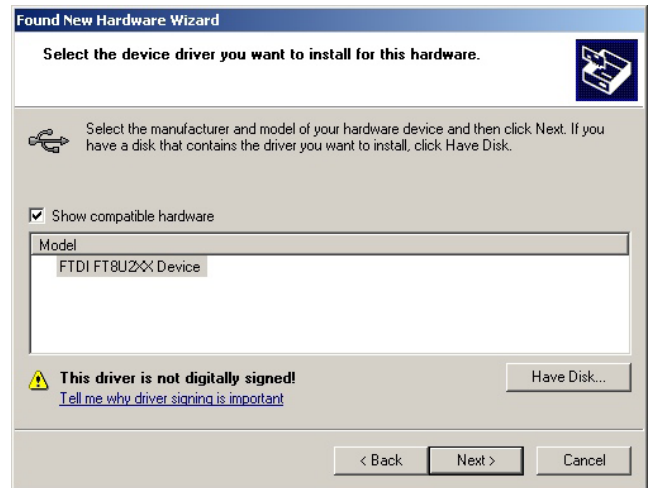 Found New Hardware Wizard
Select the device driver you want to install for this hardware.
Select the manufacturer and model of your hardware device and then click Next. If you
have a disk that contains the driver you want to install, click Have Disk.
Show compatible hardware
Model
FTDI FT8U2XX Device
This driver is not digitally signed!
Tell me why driver signing is important
Have Disk...
< Back
Next >
Cancel